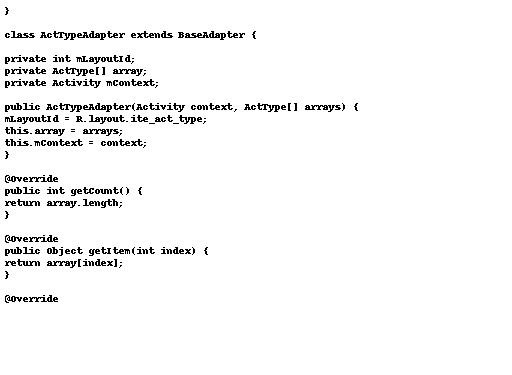 }
class ActTypeAdapter extends BaseAdapter {
private int mLayoutId;
private ActType[] array;
private Activity mContext;
public ActTypeAdapter(Activity context, ActType[] arrays) {
mLayoutId = R.layout.ite_act_type;
this.array = arrays;
this.mContext = context;
}
@Override
public int getCount() {
return array.length;
}
@Override
public Object getItem(int index) {
return array[index];
}
@Override